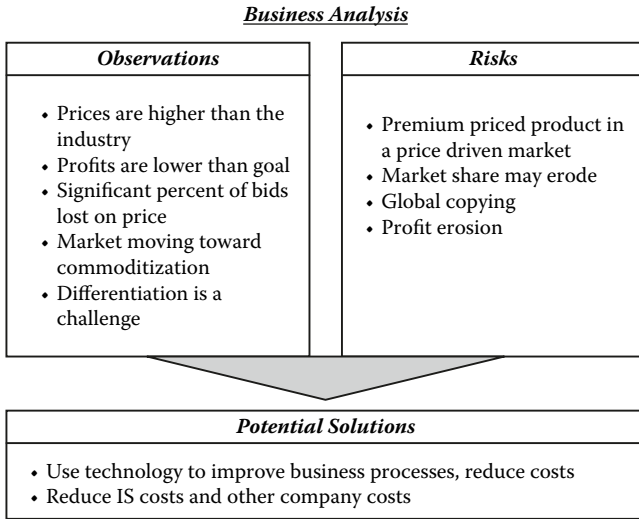 Business Analysis
Observations
• Prices are higher than the
industry
• Profits are lower than goal
• Significant percent of bids
lost on price
• Market moving toward
commoditization
• Differentiation is a
challenge
Risks
• Premium priced product in
a price driven market
• Market share may erode
• Global copying
• Profit erosion
Potential Solutions
• Use technology to improve business processes, reduce costs
• Reduce IS costs and other company costs